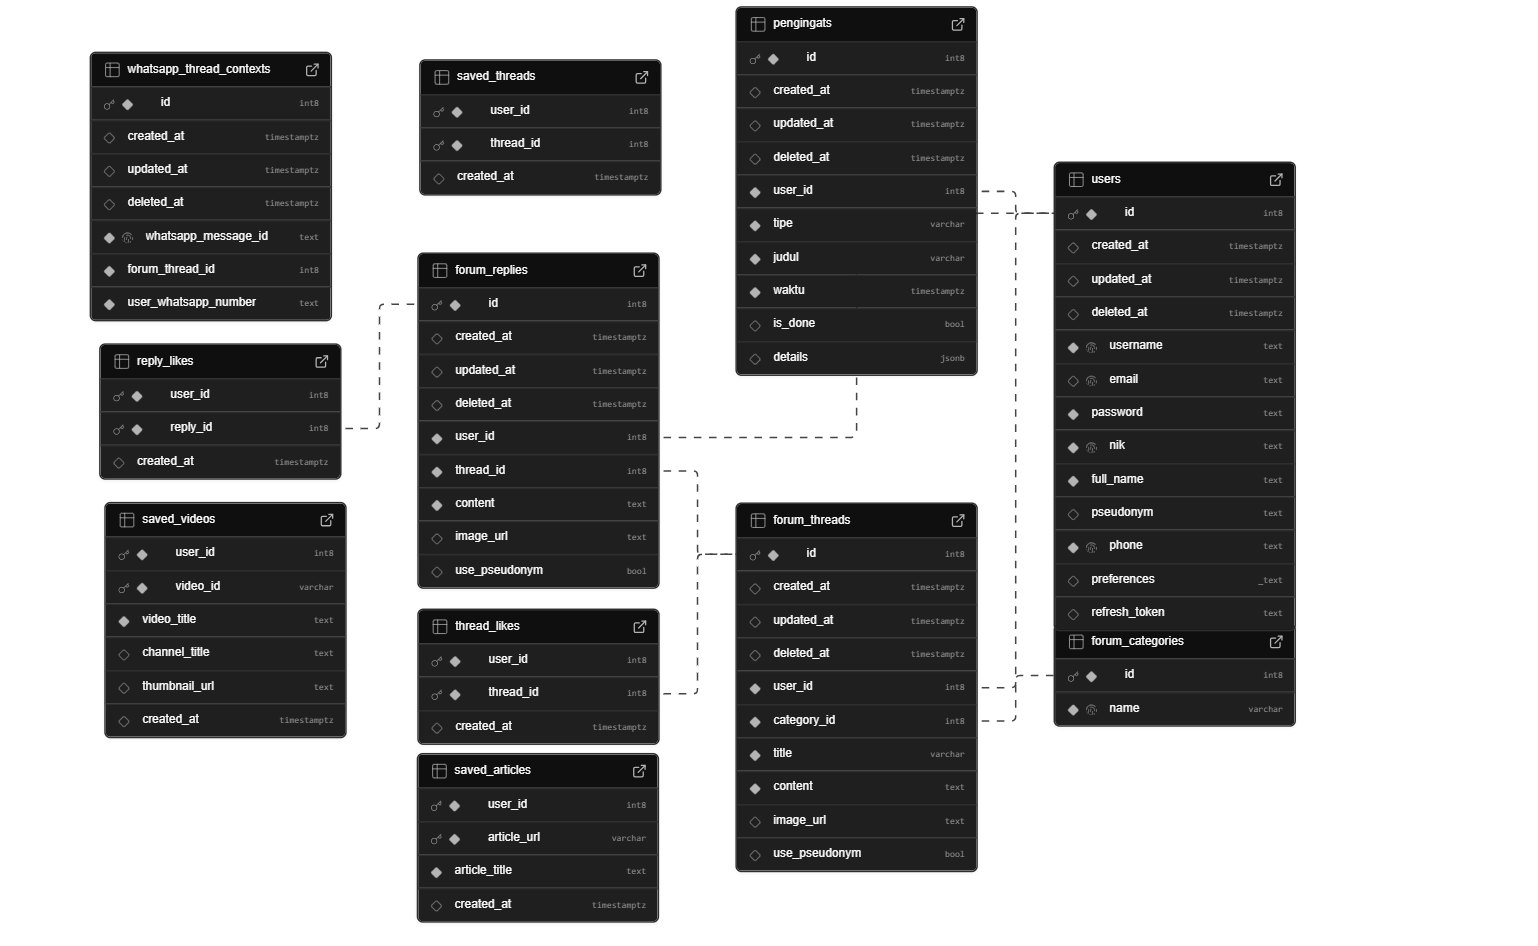 whatsapp_thread_contexts
id int8
created_at timestamptz
updated_at timestamptz
deleted_at timestamptz
whatsapp_message_id text
forum_thread_id int8
user_whatsapp_number text
reply_likes
user_id int8
reply_id int8
created_at timestamptz
saved_videos
user_id int8
video_id varchar
video_title text
channel_title text
thumbnail_url text
created_at timestamptz
saved_threads
user_id int8
thread_id int8
created_at timestamptz
forum_replies
id int8
created_at timestamptz
updated_at timestamptz
deleted_at timestamptz
user_id int8
thread_id int8
content text
image_url text
use_pseudonym bool
thread_likes
user_id int8
thread_id int8
created_at timestamptz
saved_articles
user_id int8
article_url varchar
article_title text
created_at timestamptz
pengingats
id int8
created_at timestamptz
updated_at timestamptz
deleted_at timestamptz
user_id int8
tipe varchar
judul varchar
waktu timestamptz
is_done bool
details jsonb
forum_threads
id int8
created_at timestamptz
updated_at timestamptz
deleted_at timestamptz
user_id int8
category_id int8
title varchar
content text
image_url text
use_pseudonym bool
users
id int8
created_at timestamptz
updated_at timestamptz
deleted_at timestamptz
username text
email text
password text
nik text
full_name text
pseudonym text
phone text
preferences _text
refresh_token text
forum_categories
id int8
name varchar